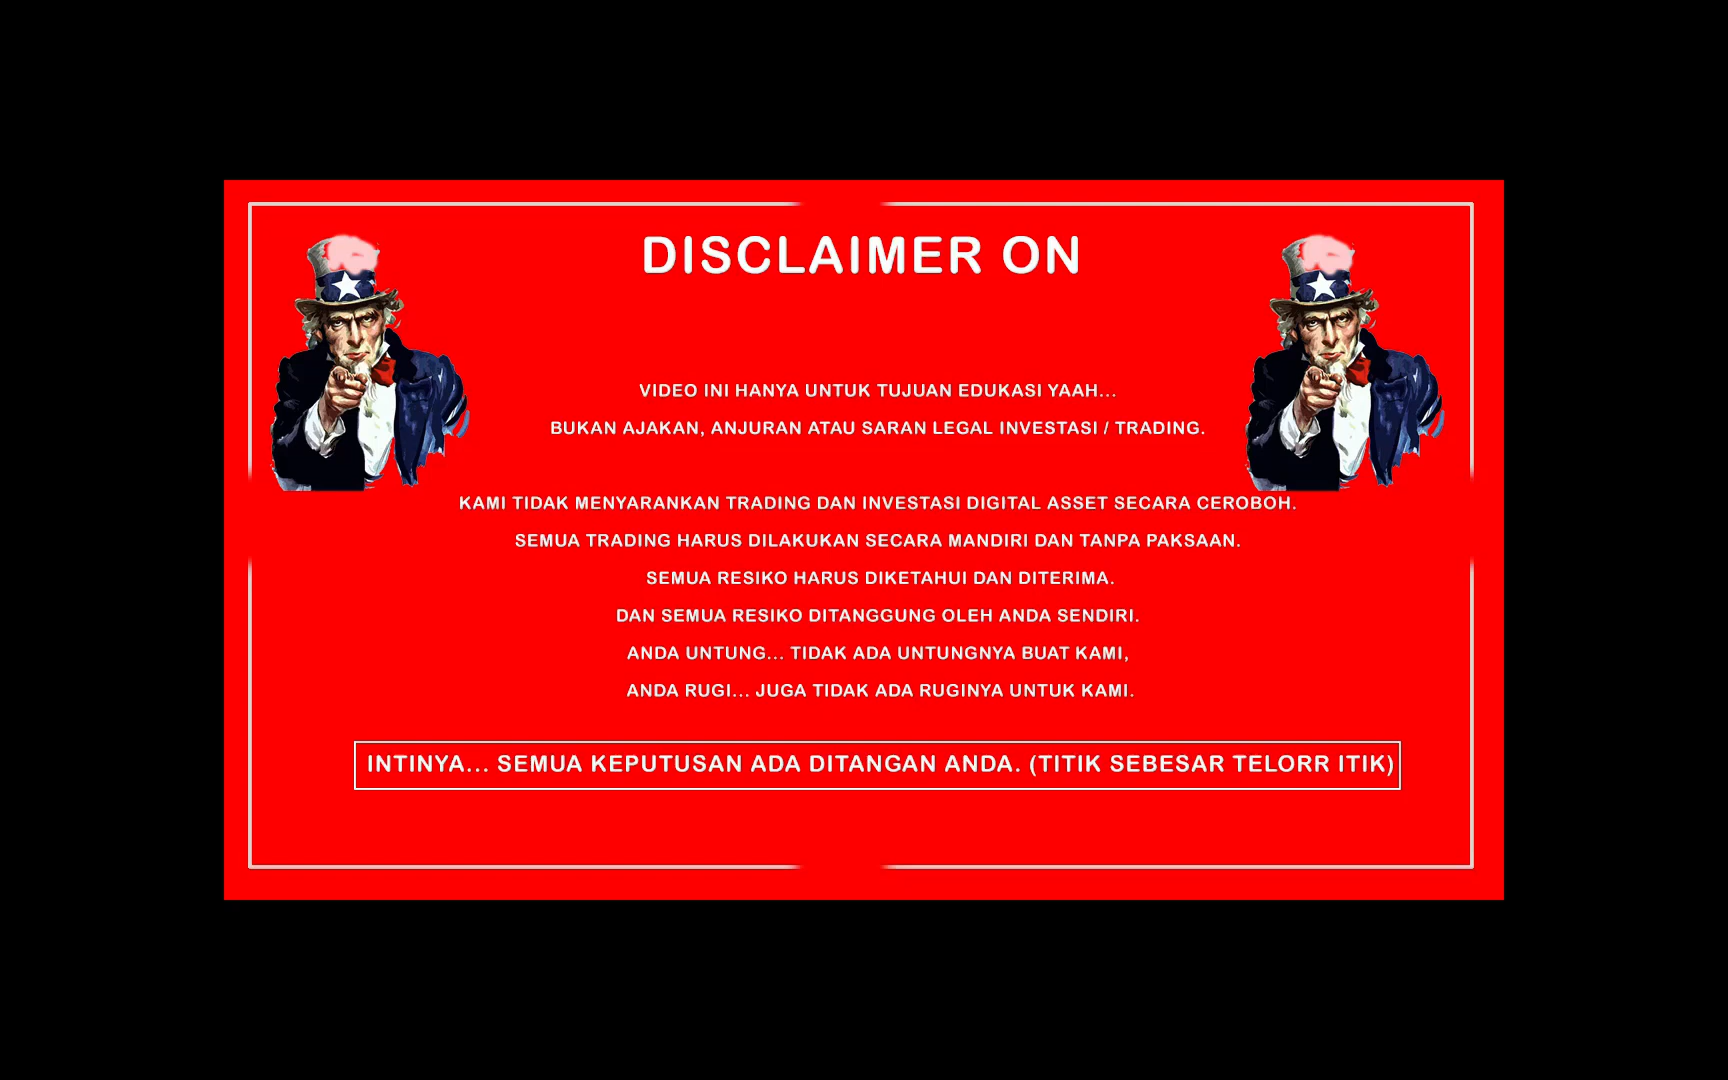 DISCLAIMER ON
VIDEO INI HANYA UNTUK TUJUAN EDUKASI YAAH...
BUKAN AJAKAN, ANJURAN ATAU SARAN LEGAL INVESTASI / TRADING.
KAMI TIDAK MENYARANKAN TRADING DAN INVESTASI DIGITAL ASSET SECARA CEROBOH.
SEMUA TRADING HARUS DILAKUKAN SECARA MANDIRI DAN TANPA PAKSAAN.
SEMUA RESIKO HARUS DIKETAHUI DAN DITERIMA.
DAN SEMUA RESIKO DITANGGUNG OLEH ANDA SENDIRI.
ANDA UNTUNG... TIDAK ADA UNTUNGNYA BUAT KAMI,
ANDA RUGI... JUGA TIDAK ADA RUGINYA UNTUK KAMI.
INTINYA... SEMUA KEPUTUSAN ADA DITANGAN ANDA. (TITIK SEBESAR TELORR ITIK)